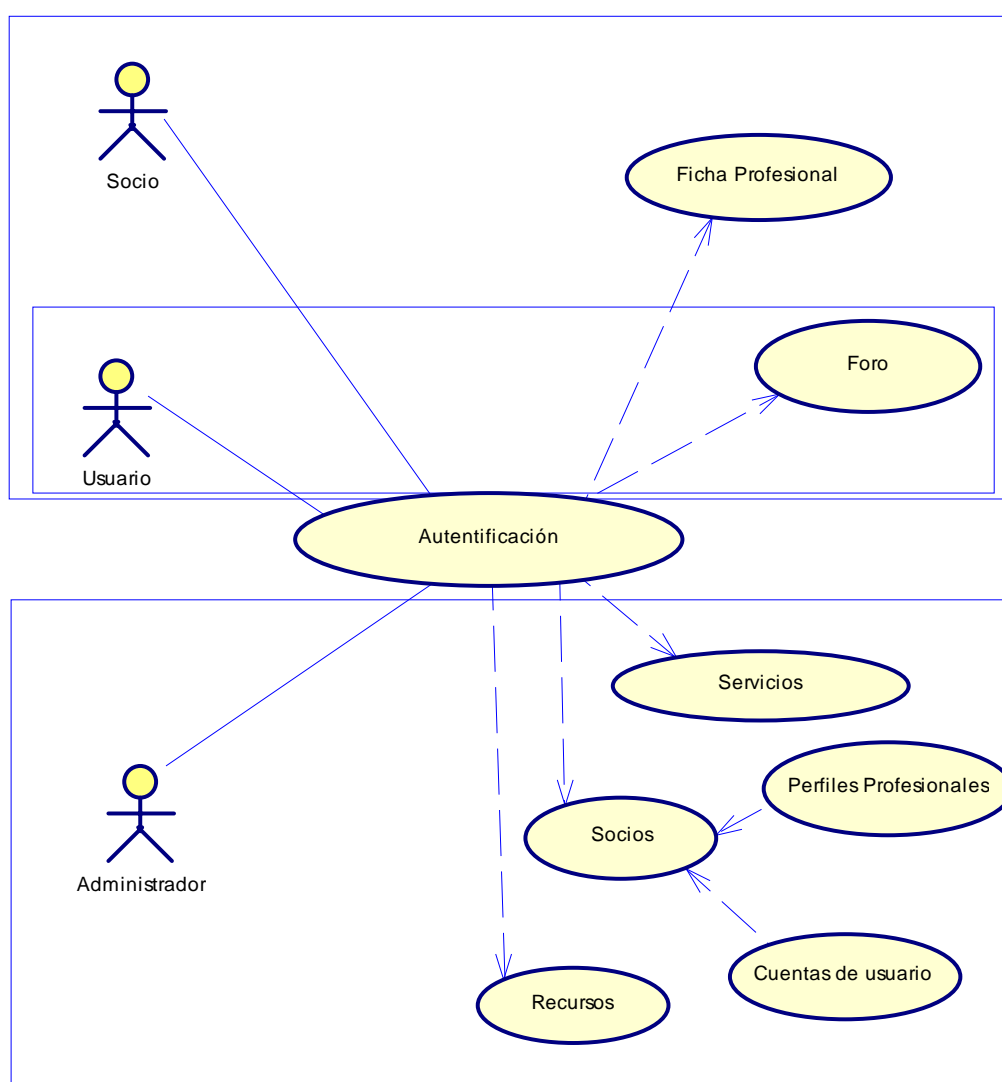 Socio
Ficha Profesional
Foro
Usuario
Autentificación
Servicios
Perfiles Profesionales
Socios
Administrador
Cuentas de usuario
Recursos